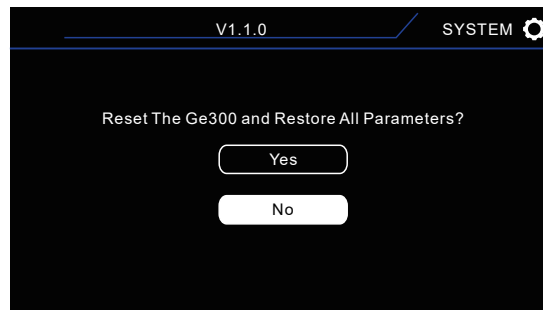 V1.1.0 SYSTEM
Reset The Ge300 and Restore All Parameters?
Yes
No